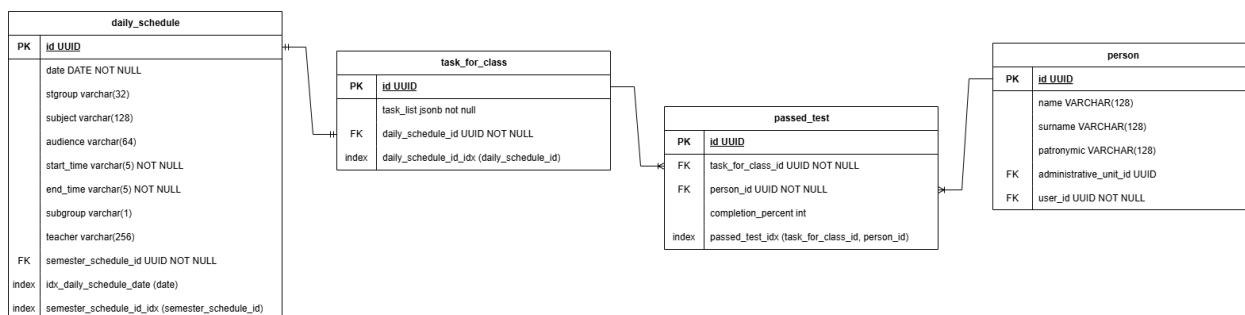 daily_schedule
PK id UUID
date DATE NOT NULL
stgroup varchar(32)
subject varchar(128)
audience varchar(64)
start_time varchar(5) NOT NULL
end_time varchar(5) NOT NULL
subgroup varchar(1)
teacher varchar(256)
FK semester_schedule_id UUID NOT NULL
index idx_daily_schedule_date (date)
index semester_schedule_id_idx (semester_schedule_id)
task_for_class
PK id UUID
task_list jsonb not null
FK daily_schedule_id UUID NOT NULL
index daily_schedule_id_idx (daily_schedule_id)
passed_test
PK id UUID
FK task_for_class_id UUID NOT NULL
FK person_id UUID NOT NULL
completion_percent int
index passed_test_idx (task_for_class_id, person_id)
person
PK id UUID
name VARCHAR(128)
surname VARCHAR(128)
patronymic VARCHAR(128)
FK administrative_unit_id UUID
FK user_id UUID NOT NULL